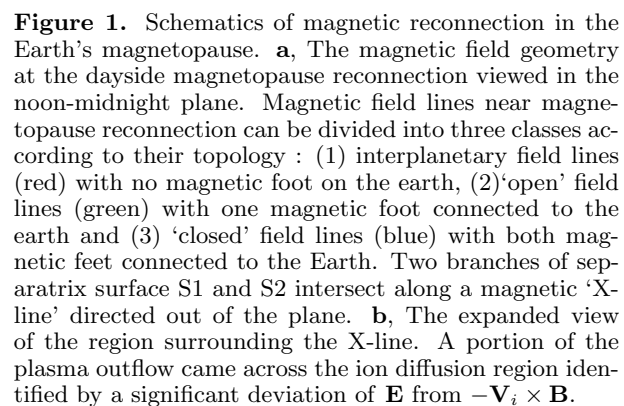 Figure 1. Schematics of magnetic reconnection in the
Earth's magnetopause. a, The magnetic field geometry
at the dayside magnetopause reconnection viewed in the
noon-midnight plane. Magnetic field lines near magne-
topause reconnection can be divided into three classes ac-
cording to their topology : (1) interplanetary field lines
(red) with no magnetic foot on the earth, (2)‘open’ field
lines (green) with one magnetic foot connected to the
earth and (3) ‘closed’ field lines (blue) with both mag-
netic feet connected to the Earth. Two branches of sep-
aratrix surface S1 and S2 intersect along a magnetic ‘X-
line’ directed out of the plane. b, The expanded view
of the region surrounding the X-line. A portion of the
plasma outflow came across the ion diffusion region iden-
tified by a significant deviation of E from −Vᵢ × B.